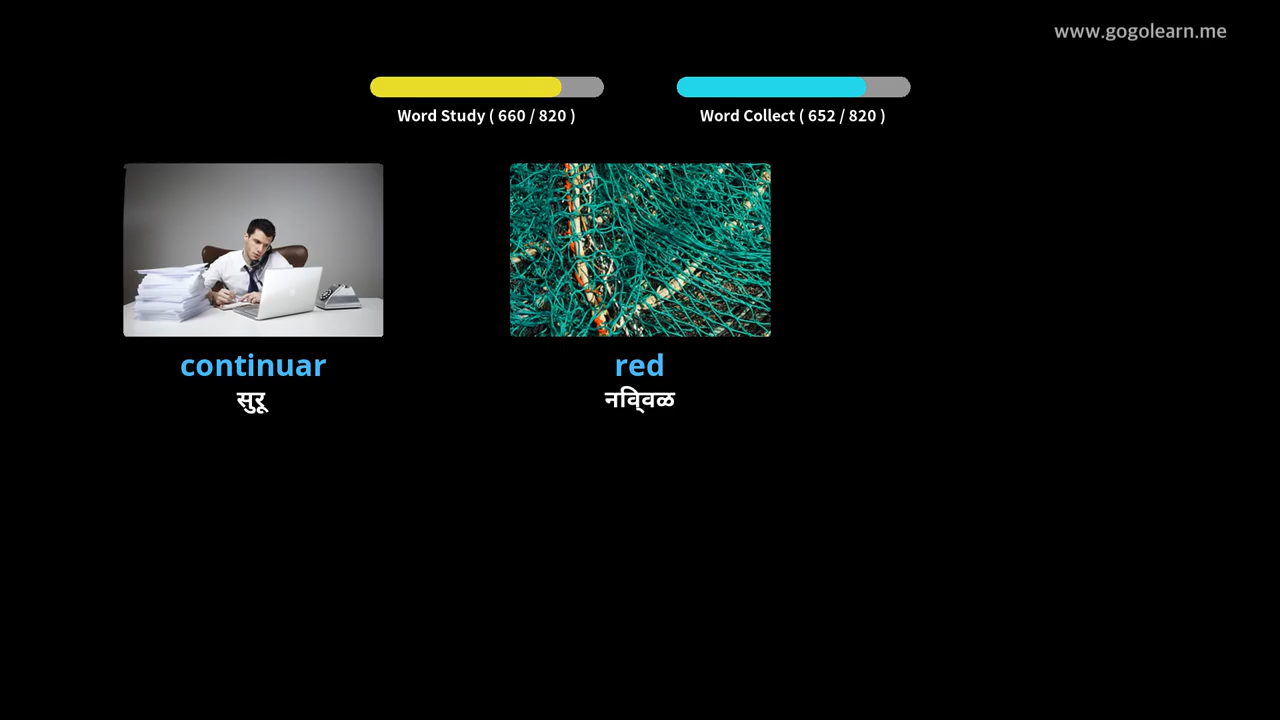 www.gogolearn.me
Word Study ( 660 / 820 )
Word Collect ( 652 / 820 )
continuar
सुरू
red
नव्विळ